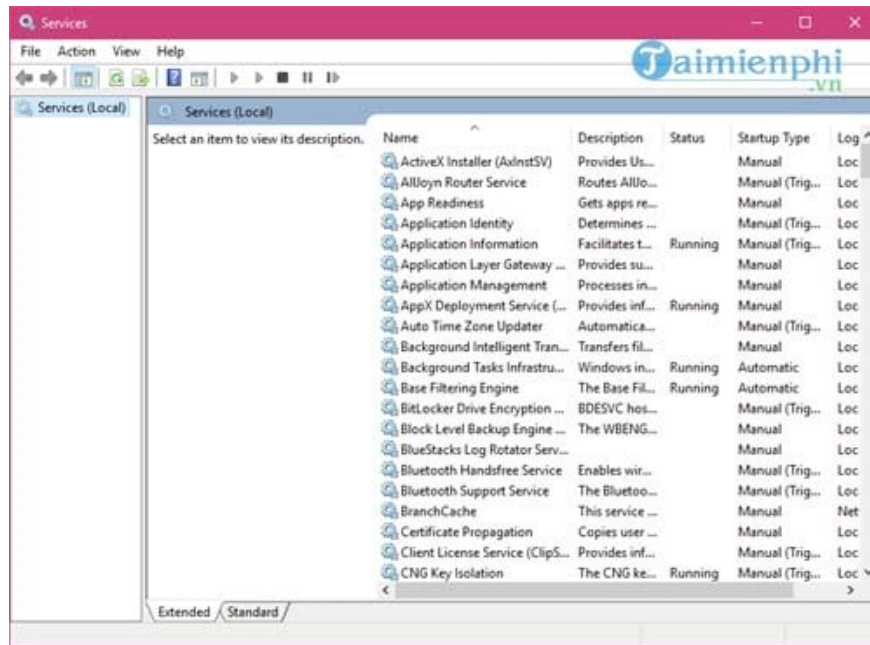 Services
File Action View Help
Taimienphi
.vn
Services (Local)
Services (Local)
Select an item to view its description.
Name Description Status Startup Type Log
ActiveX Installer (AxInstSV) Provides Us... Manual Loc
AllJoyn Router Service Routes AllJo... Manual (Trig... Loc
App Readiness Gets apps re... Manual Loc
Application Identity Determines ... Manual (Trig... Loc
Application Information Facilitates t... Running Manual (Trig... Loc
Application Layer Gateway ... Provides su... Manual Loc
Application Management Processes in... Manual Loc
AppX Deployment Service (... Provides inf... Running Manual Loc
Auto Time Zone Updater Automatica... Manual (Trig... Loc
Background Intelligent Tran... Transfers fil... Manual Loc
Background Tasks Infrastru... Windows in... Running Automatic Loc
Base Filtering Engine The Base Fil... Running Automatic Loc
BitLocker Drive Encryption ... BDESVC hos... Manual (Trig... Loc
Block Level Backup Engine ... The WBENG... Manual Loc
BlueStacks Log Rotator Serv... Manual Loc
Bluetooth Handsfree Service Enables wir... Manual (Trig... Loc
Bluetooth Support Service The Bluetoo... Manual (Trig... Loc
BranchCache This service ... Manual Net
Certificate Propagation Copies user ... Manual Loc
Client License Service (ClipS... Provides inf... Manual (Trig... Loc
CNG Key Isolation The CNG ke... Running Manual (Trig... Loc
Extended Standard